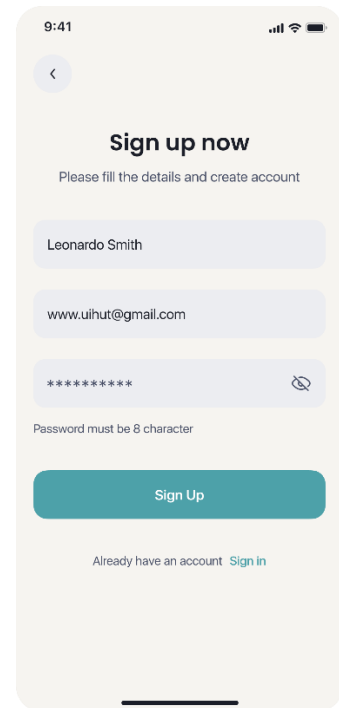 9:41
Sign up now
Please fill the details and create account
Leonardo Smith
www.uihut@gmail.com
**********
Password must be 8 character
Sign Up
Already have an account Sign in